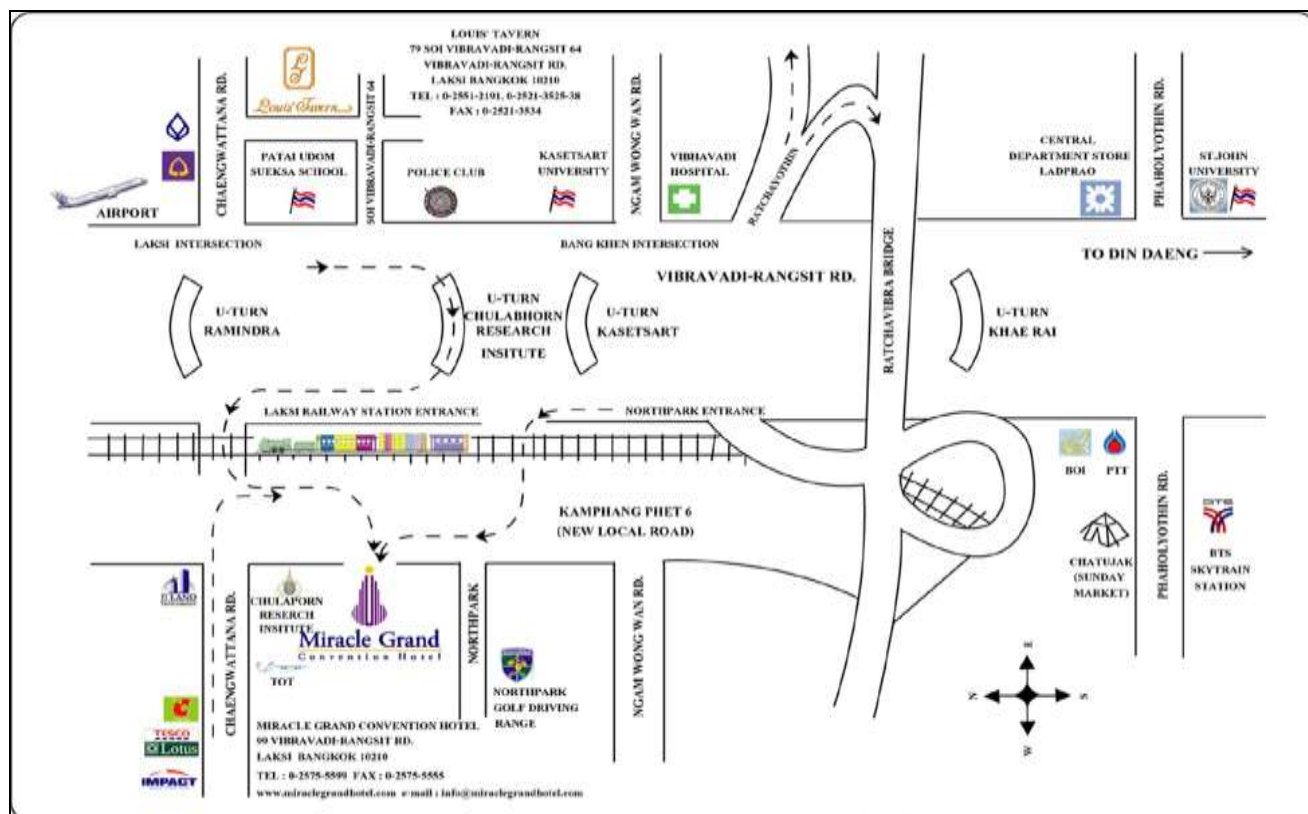 LOUIS' TAVERN
79 SOI VIBRAVADI-RANGSIT 64
VIBRAVADI-RANGSIT RD.
LAKSI BANGKOK 10210
TEL : 0-2551-2191, 0-2521-3525-38
FAX : 0-2521-3534
Louis' Tavern
CHAENGWATTANA RD.
SOI VIBRAVADI-RANGSIT 64
NGAM WONG WAN RD.
PHAHOLYOTHIN RD.
AIRPORT
PATAI UDOM
SUEKSA SCHOOL
POLICE CLUB
KASETSART
UNIVERSITY
VIBHAVADI
HOSPITAL
RATCHAYOTHIN
CENTRAL
DEPARTMENT STORE
LADPRAO
ST.JOHN
UNIVERSITY
LAKSI INTERSECTION
BANG KHEN INTERSECTION
VIBRAVADI-RANGSIT RD.
TO DIN DAENG
RATCHAVIBRA BRIDGE
U-TURN
RAMINDRA
U-TURN
CHULABHORN
RESEARCH
INSITUTE
U-TURN
KASETSART
U-TURN
KHAE RAI
LAKSI RAILWAY STATION ENTRANCE
NORTHPARK ENTRANCE
BOI
PTT
KAMPHANG PHET 6
(NEW LOCAL ROAD)
CHATUJAK
(SUNDAY
MARKET)
PHAHOLYOTHIN RD.
BTS
BTS
SKYTRAIN
STATION
LAND
CHAENGWATTANA RD.
CHULAPORN
RESERCH
INSITUTE
Miracle Grand
Convention Hotel
TOT
NORTHPARK
NORTHPARK
GOLF DRIVING
RANGE
NGAM WONG WAN RD.
E
N
S
W
TESCO
Lotus
IMPACT
MIRACLE GRAND CONVENTION HOTEL
99 VIBRAVADI-RANGSIT RD.
LAKSI BANGKOK 10210
TEL : 0-2575-5599 FAX : 0-2575-5555
www.miraclegrandhotel.com e-mail : info@miraclegrandhotel.com